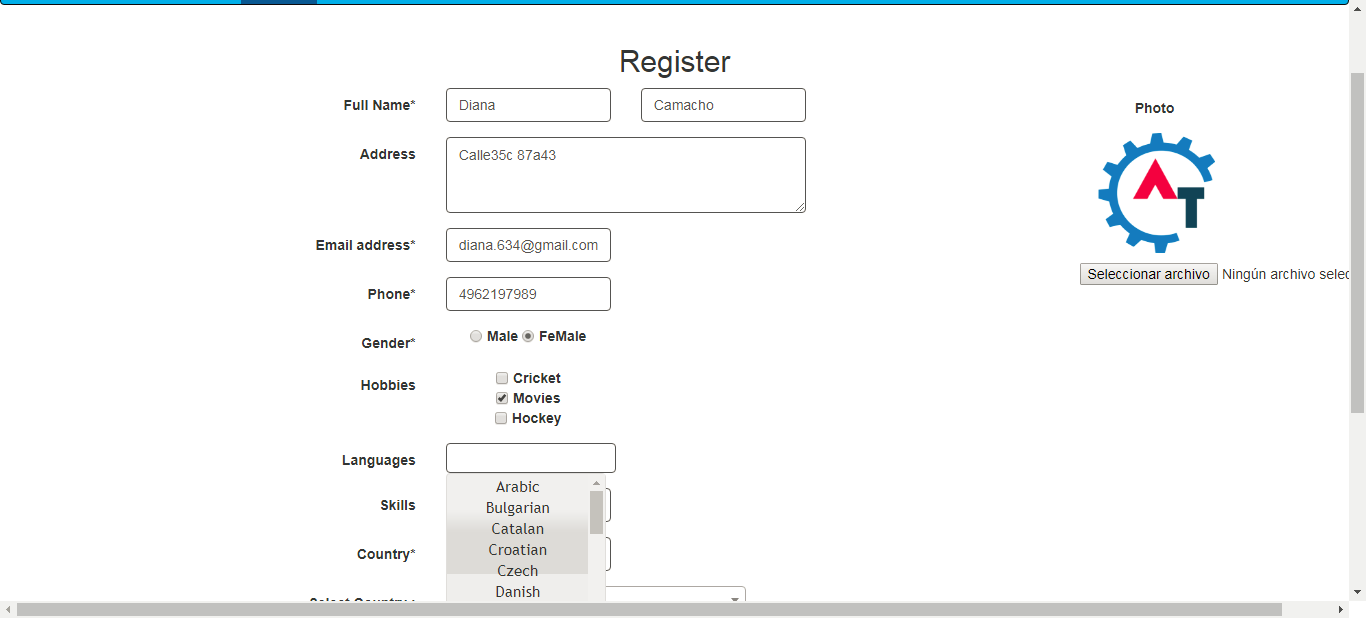 Register
Full Name* Diana Camacho
Photo
Address Calle35c 87a43
AT
Email address* diana.634@gmail.com
Seleccionar archivo Ningún archivo selec
Phone* 4962197989
Gender* Male FeMale
Hobbies Cricket
Movies
Hockey
Languages
Arabic
Skills Bulgarian
Catalan
Country* Croatian
Czech
Danish